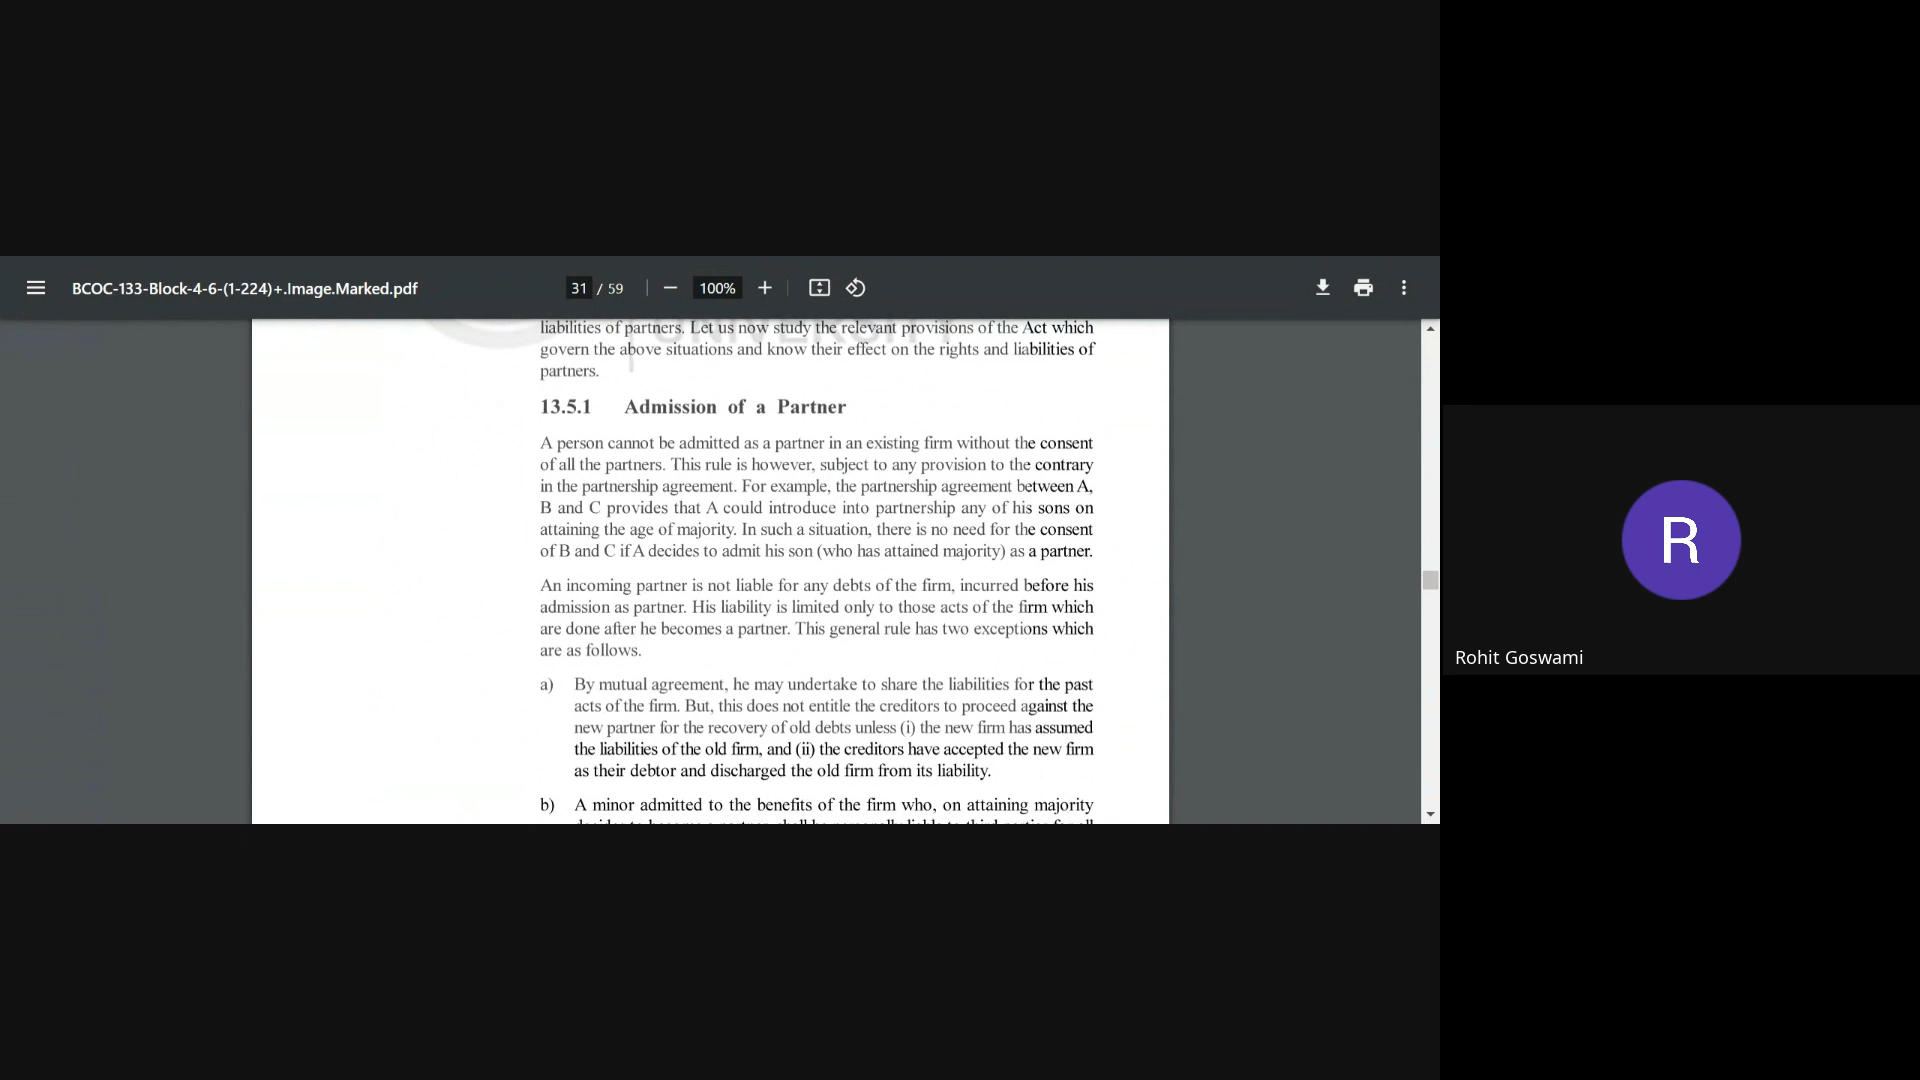 BCOC-133-Block-4-6-(1-224)+.Image.Marked.pdf
31 / 59
100%
UNIVERSITY
liabilities of partners. Let us now study the relevant provisions of the Act which
govern the above situations and know their effect on the rights and liabilities of
partners.
13.5.1 Admission of a Partner
A person cannot be admitted as a partner in an existing firm without the consent
of all the partners. This rule is however, subject to any provision to the contrary
in the partnership agreement. For example, the partnership agreement between A,
B and C provides that A could introduce into partnership any of his sons on
attaining the age of majority. In such a situation, there is no need for the consent
of B and C if A decides to admit his son (who has attained majority) as a partner.
An incoming partner is not liable for any debts of the firm, incurred before his
admission as partner. His liability is limited only to those acts of the firm which
are done after he becomes a partner. This general rule has two exceptions which
are as follows.
a) By mutual agreement, he may undertake to share the liabilities for the past
acts of the firm. But, this does not entitle the creditors to proceed against the
new partner for the recovery of old debts unless (i) the new firm has assumed
the liabilities of the old firm, and (ii) the creditors have accepted the new firm
as their debtor and discharged the old firm from its liability.
b) A minor admitted to the benefits of the firm who, on attaining majority
R
Rohit Goswami